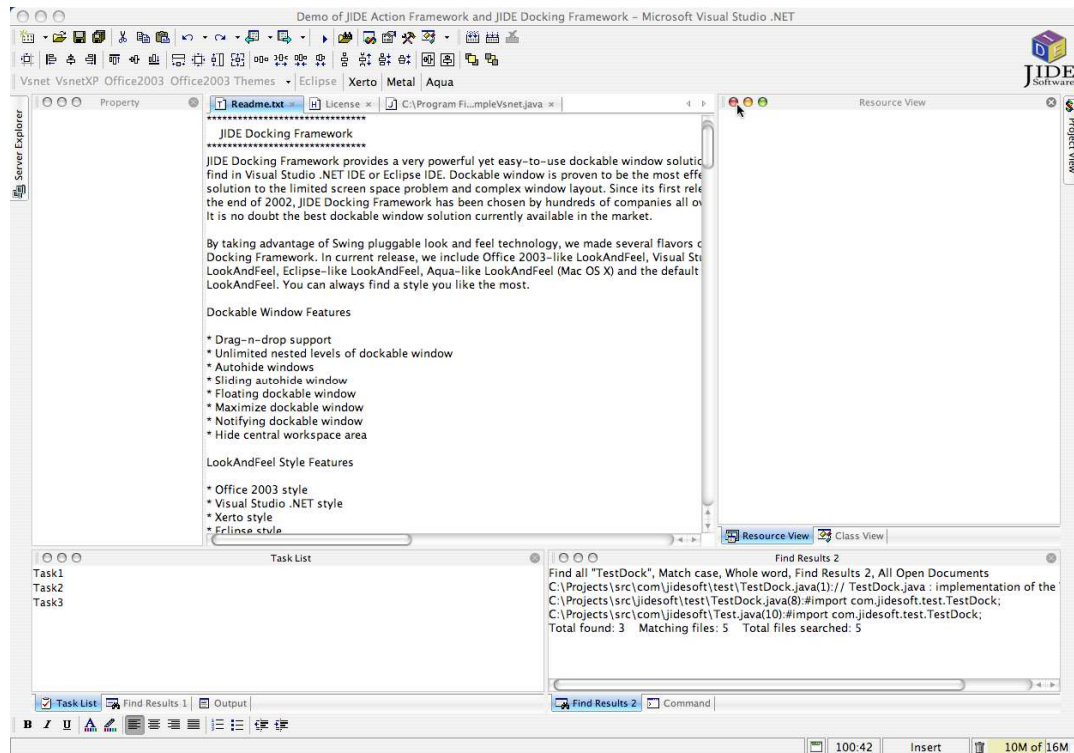 Demo of JIDE Action Framework and JIDE Docking Framework – Microsoft Visual Studio .NET
JIDE
Software
Vsnet VsnetXP Office2003 Office2003 Themes Eclipse Xerto Metal Aqua
Server Explorer
Property
Readme.txt
License
C:\Program Fi...mpleVsnet.java
Resource View
Project View
*******************************
JIDE Docking Framework
*******************************
JIDE Docking Framework provides a very powerful yet easy-to-use dockable window solutic
find in Visual Studio .NET IDE or Eclipse IDE. Dockable window is proven to be the most effe
solution to the limited screen space problem and complex window layout. Since its first rele
the end of 2002, JIDE Docking Framework has been chosen by hundreds of companies all ov
It is no doubt the best dockable window solution currently available in the market.
By taking advantage of Swing pluggable look and feel technology, we made several flavors c
Docking Framework. In current release, we include Office 2003-like LookAndFeel, Visual Stu
LookAndFeel, Eclipse-like LookAndFeel, Aqua-like LookAndFeel (Mac OS X) and the default
LookAndFeel. You can always find a style you like the most.
Dockable Window Features
* Drag-n-drop support
* Unlimited nested levels of dockable window
* Autohide windows
* Sliding autohide window
* Floating dockable window
* Maximize dockable window
* Notifying dockable window
* Hide central workspace area
LookAndFeel Style Features
* Office 2003 style
* Visual Studio .NET style
* Xerto style
* Eclipse style
Resource View
Class View
Task List
Task1
Task2
Task3
Find Results 2
Find all "TestDock", Match case, Whole word, Find Results 2, All Open Documents
C:\Projects\src\com\jidesoft\test\TestDock.java(1):// TestDock.java : implementation of the
C:\Projects\src\com\jidesoft\test\TestDock.java(8):#import com.jidesoft.test.TestDock;
C:\Projects\src\com\jidesoft\Test.java(10):#import com.jidesoft.test.TestDock;
Total found: 3 Matching files: 5 Total files searched: 5
Task List
Find Results 1
Output
Find Results 2
Command
B I U A
100:42
Insert
10M of 16M